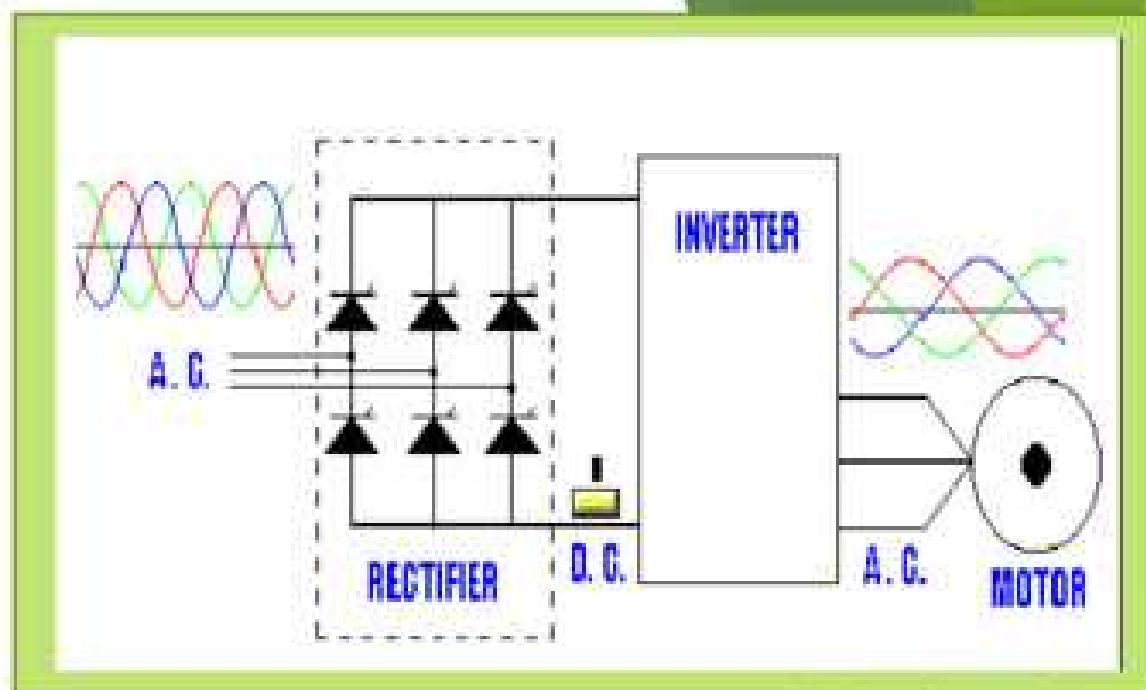 INVERTER
A. C.
RECTIFIER
D. C.
A. C.
MOTOR